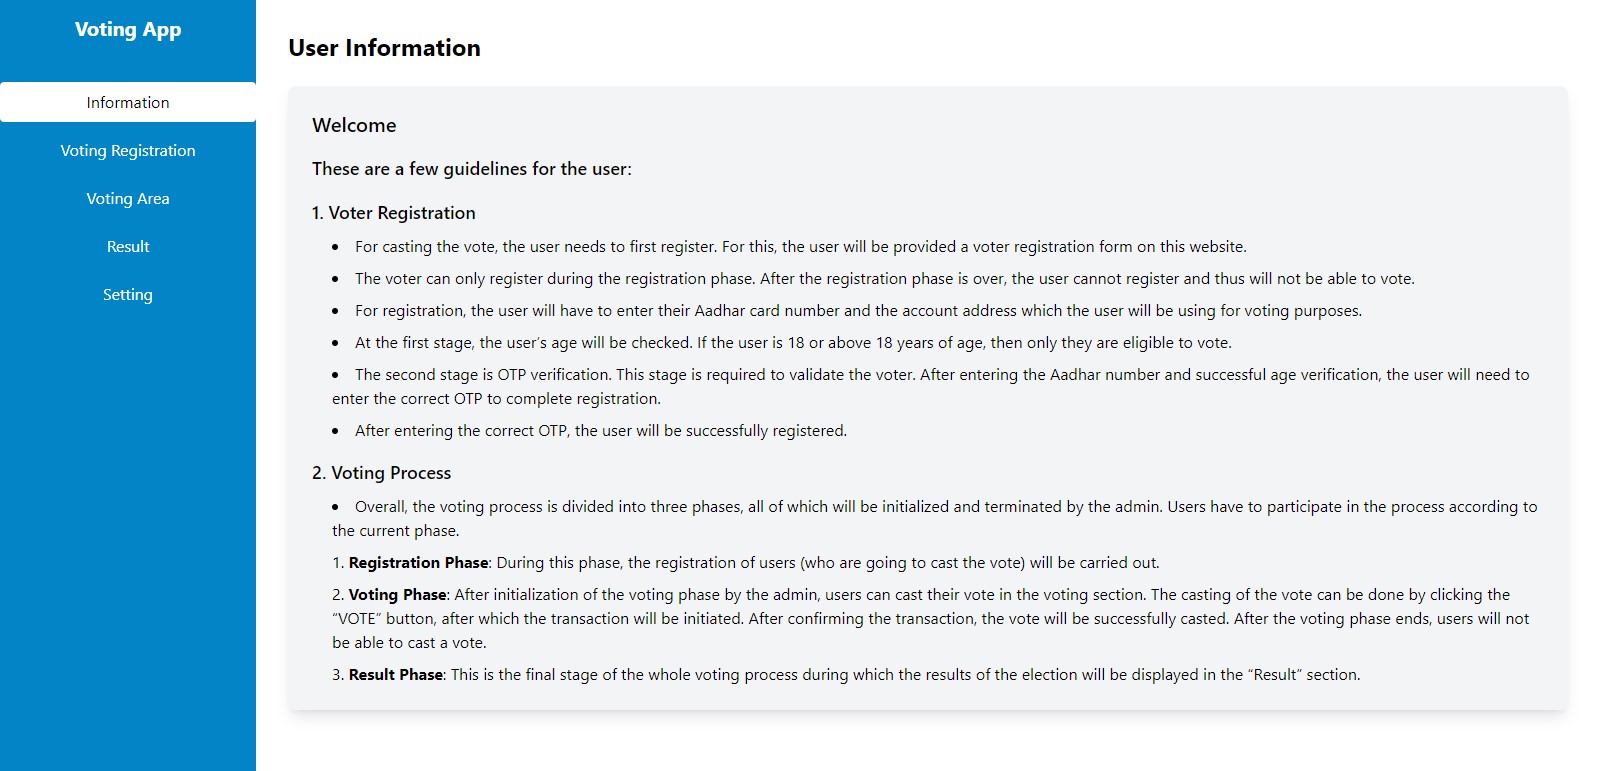 Voting App
Information
Voting Registration
Voting Area
Result
Setting
User Information
Welcome
These are a few guidelines for the user:
1. Voter Registration
• For casting the vote, the user needs to first register. For this, the user will be provided a voter registration form on this website.
• The voter can only register during the registration phase. After the registration phase is over, the user cannot register and thus will not be able to vote.
• For registration, the user will have to enter their Aadhar card number and the account address which the user will be using for voting purposes.
• At the first stage, the user's age will be checked. If the user is 18 or above 18 years of age, then only they are eligible to vote.
• The second stage is OTP verification. This stage is required to validate the voter. After entering the Aadhar number and successful age verification, the user will need to
enter the correct OTP to complete registration.
• After entering the correct OTP, the user will be successfully registered.
2. Voting Process
• Overall, the voting process is divided into three phases, all of which will be initialized and terminated by the admin. Users have to participate in the process according to
the current phase.
1. Registration Phase: During this phase, the registration of users (who are going to cast the vote) will be carried out.
2. Voting Phase: After initialization of the voting phase by the admin, users can cast their vote in the voting section. The casting of the vote can be done by clicking the
“VOTE” button, after which the transaction will be initiated. After confirming the transaction, the vote will be successfully casted. After the voting phase ends, users will not
be able to cast a vote.
3. Result Phase: This is the final stage of the whole voting process during which the results of the election will be displayed in the “Result” section.